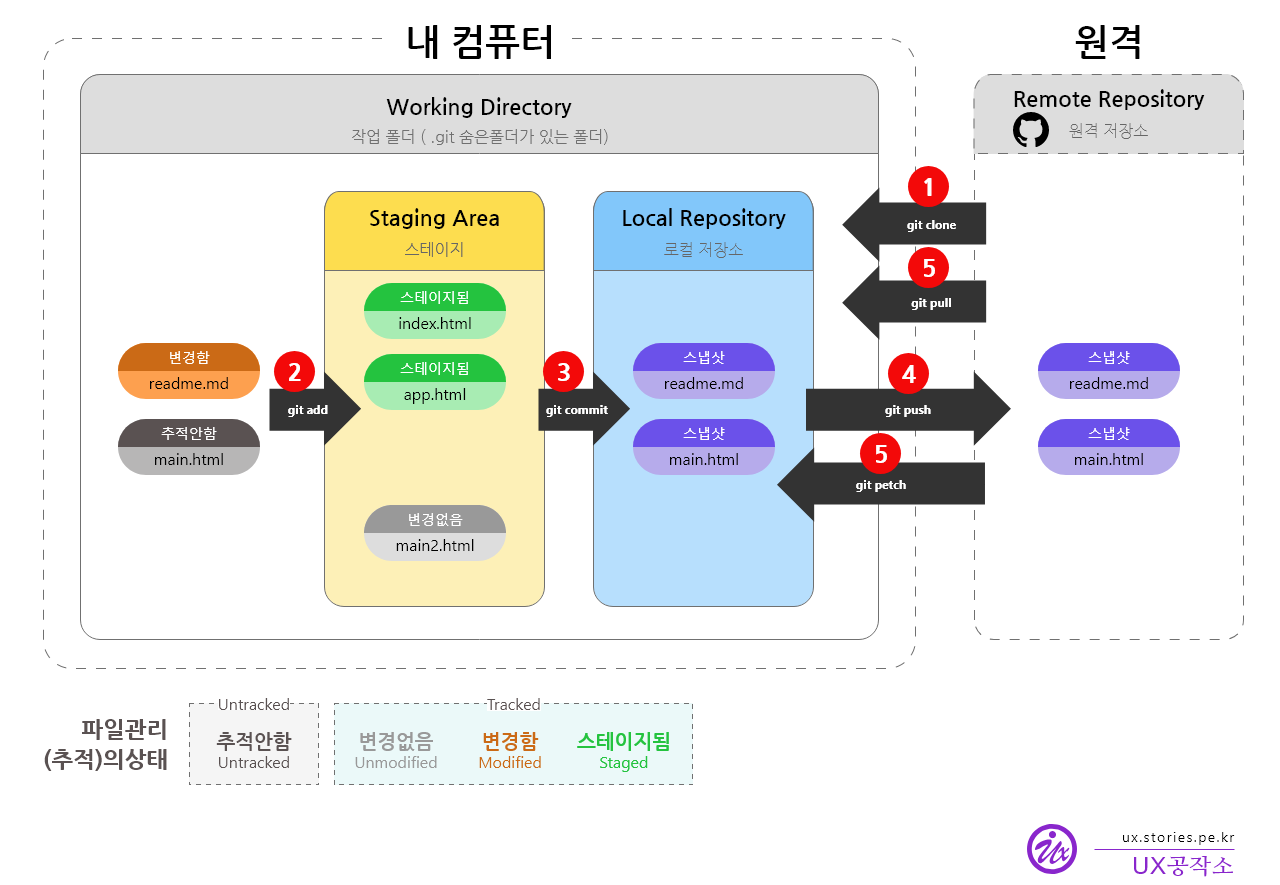 내 컴퓨터
원격
Working Directory
작업 폴더 ( .git 숨은폴더가 있는 폴더)
Remote Repository
원격 저장소
1
git clone
5
git pull
Staging Area
스테이지
Local Repository
로컬 저장소
스테이지됨
index.html
변경함
readme.md
추적안함
main.html
2
git add
스테이지됨
app.html
변경없음
main2.html
3
git commit
스냅샷
readme.md
스냅샷
main.html
4
git push
5
git petch
스냅샷
readme.md
스냅샷
main.html
파일관리
(추적)의상태
Untracked
추적안함
Untracked
Tracked
변경없음
Unmodified
변경함
Modified
스테이지됨
Staged
Ux
ux.stories.pe.kr
UX공작소